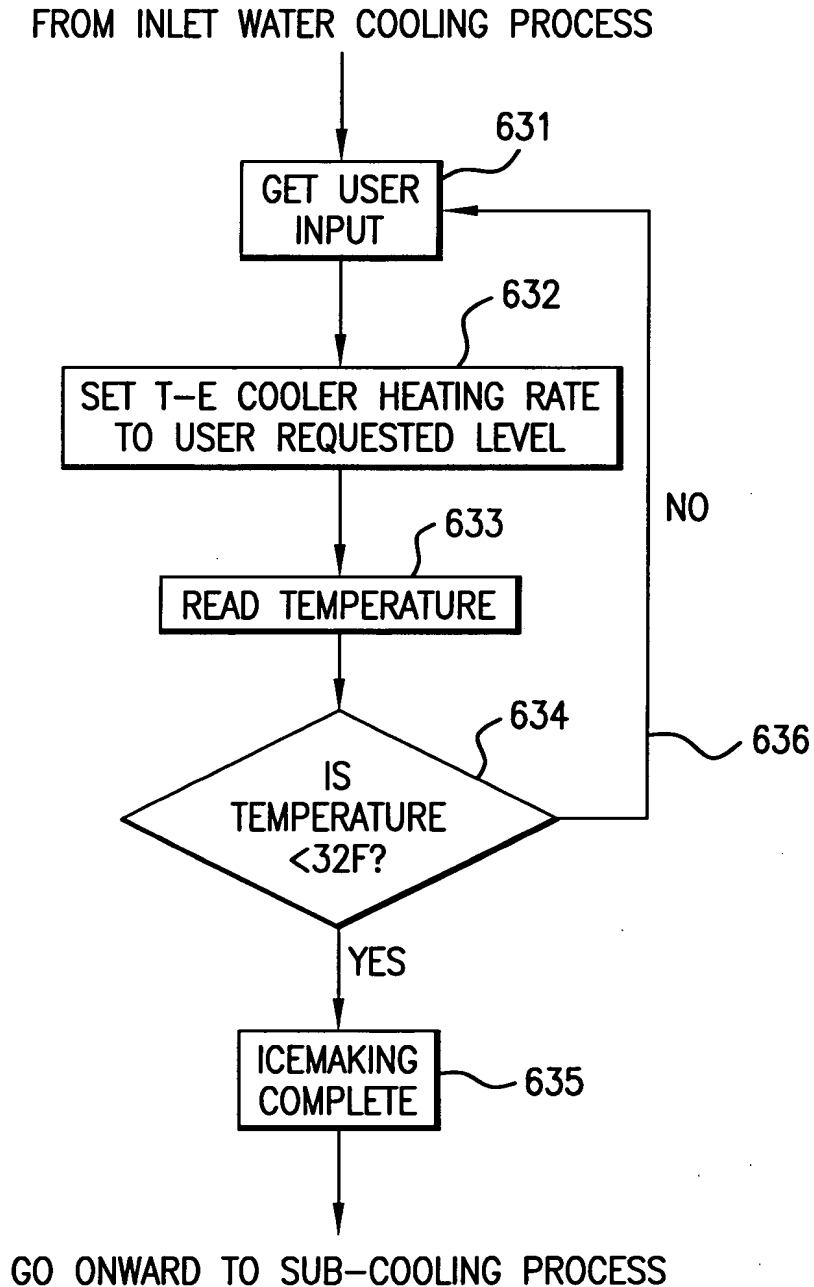 FROM INLET WATER COOLING PROCESS
631
GET USER
INPUT
632
SET T-E COOLER HEATING RATE
TO USER REQUESTED LEVEL
NO
633
READ TEMPERATURE
634
636
IS
TEMPERATURE
<32F?
YES
ICEMAKING
COMPLETE
635
GO ONWARD TO SUB-COOLING PROCESS